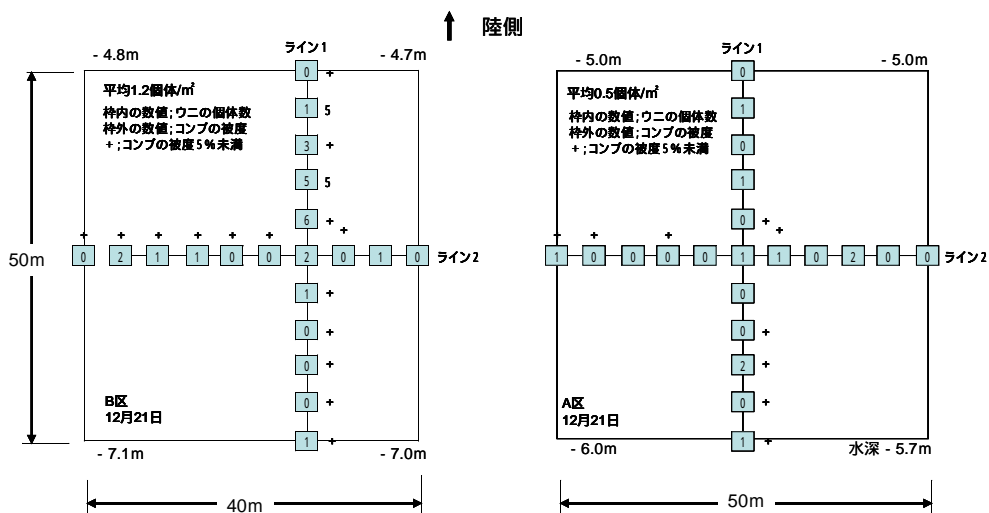 陸側
ライン1
- 4.8m
- 4.7m
平均1.2個体/㎡
枠内の数値;ウニの個体数
枠外の数値;コンブの被度
+;コンブの被度5%未満
0 +
1 5
3 +
5 5
6 +
+ + + + + + +
0 2 1 1 0 0 2 0 1 0 ライン2
1 +
0 +
0 +
0 +
1 +
B区
12月21日
- 7.1m
- 7.0m
50m
40m
ライン1
- 5.0m
- 5.0m
平均0.5個体/㎡
枠内の数値;ウニの個体数
枠外の数値;コンブの被度
+;コンブの被度5%未満
0
1
0
1
0 +
+ + + +
1 0 0 0 0 1 1 0 2 0 0 ライン2
0
0 +
2 +
0 +
1 +
A区
12月21日
- 6.0m
水深 - 5.7m
50m